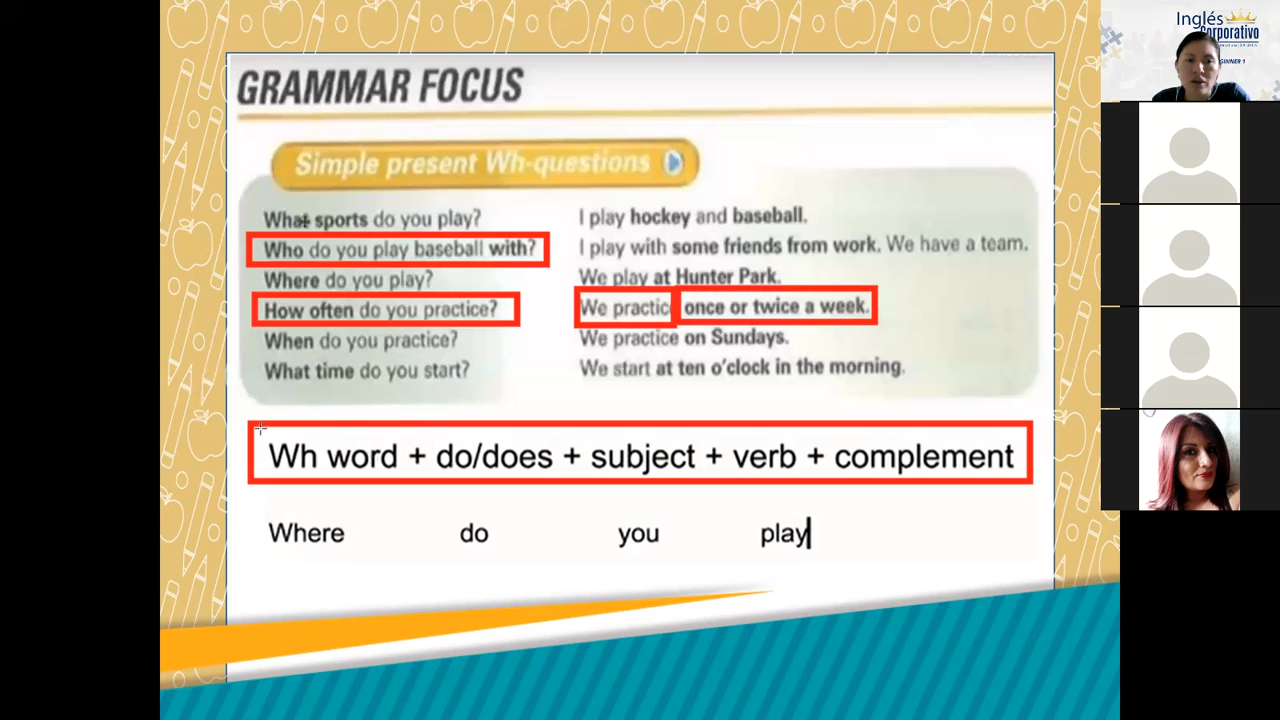 GRAMMAR FOCUS
Simple present Wh-questions
What sports do you play? I play hockey and baseball.
Who do you play baseball with? I play with some friends from work. We have a team.
Where do you play? We play at Hunter Park.
How often do you practice? We practice once or twice a week.
When do you practice? We practice on Sundays.
What time do you start? We start at ten o'clock in the morning.
Wh word + do/does + subject + verb + complement
Where do you play
Inglés
Corporativo